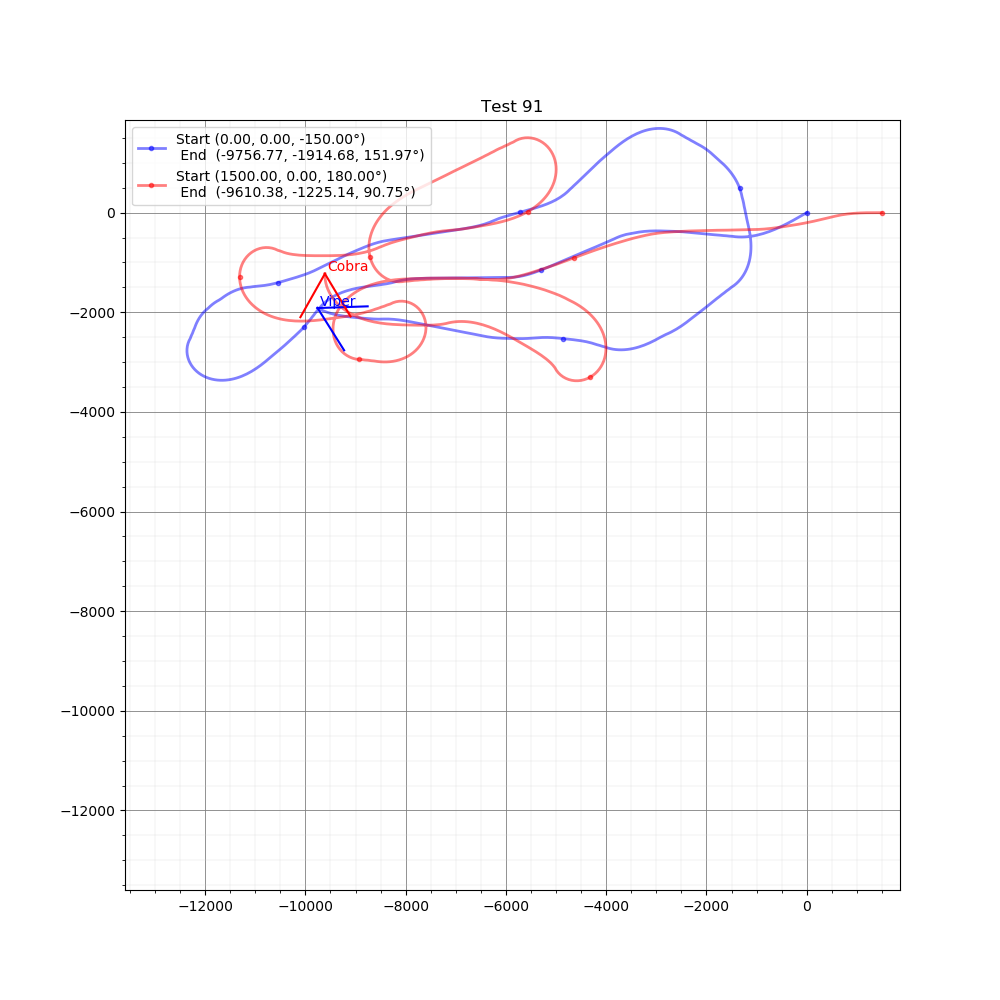 Test 91
Start (0.00, 0.00, -150.00°)
End (-9756.77, -1914.68, 151.97°)
Start (1500.00, 0.00, 180.00°)
End (-9610.38, -1225.14, 90.75°)
0
Cobra
Viper
−2000
−4000
−6000
−8000
−10000
−12000
−12000 −10000 −8000 −6000 −4000 −2000 0